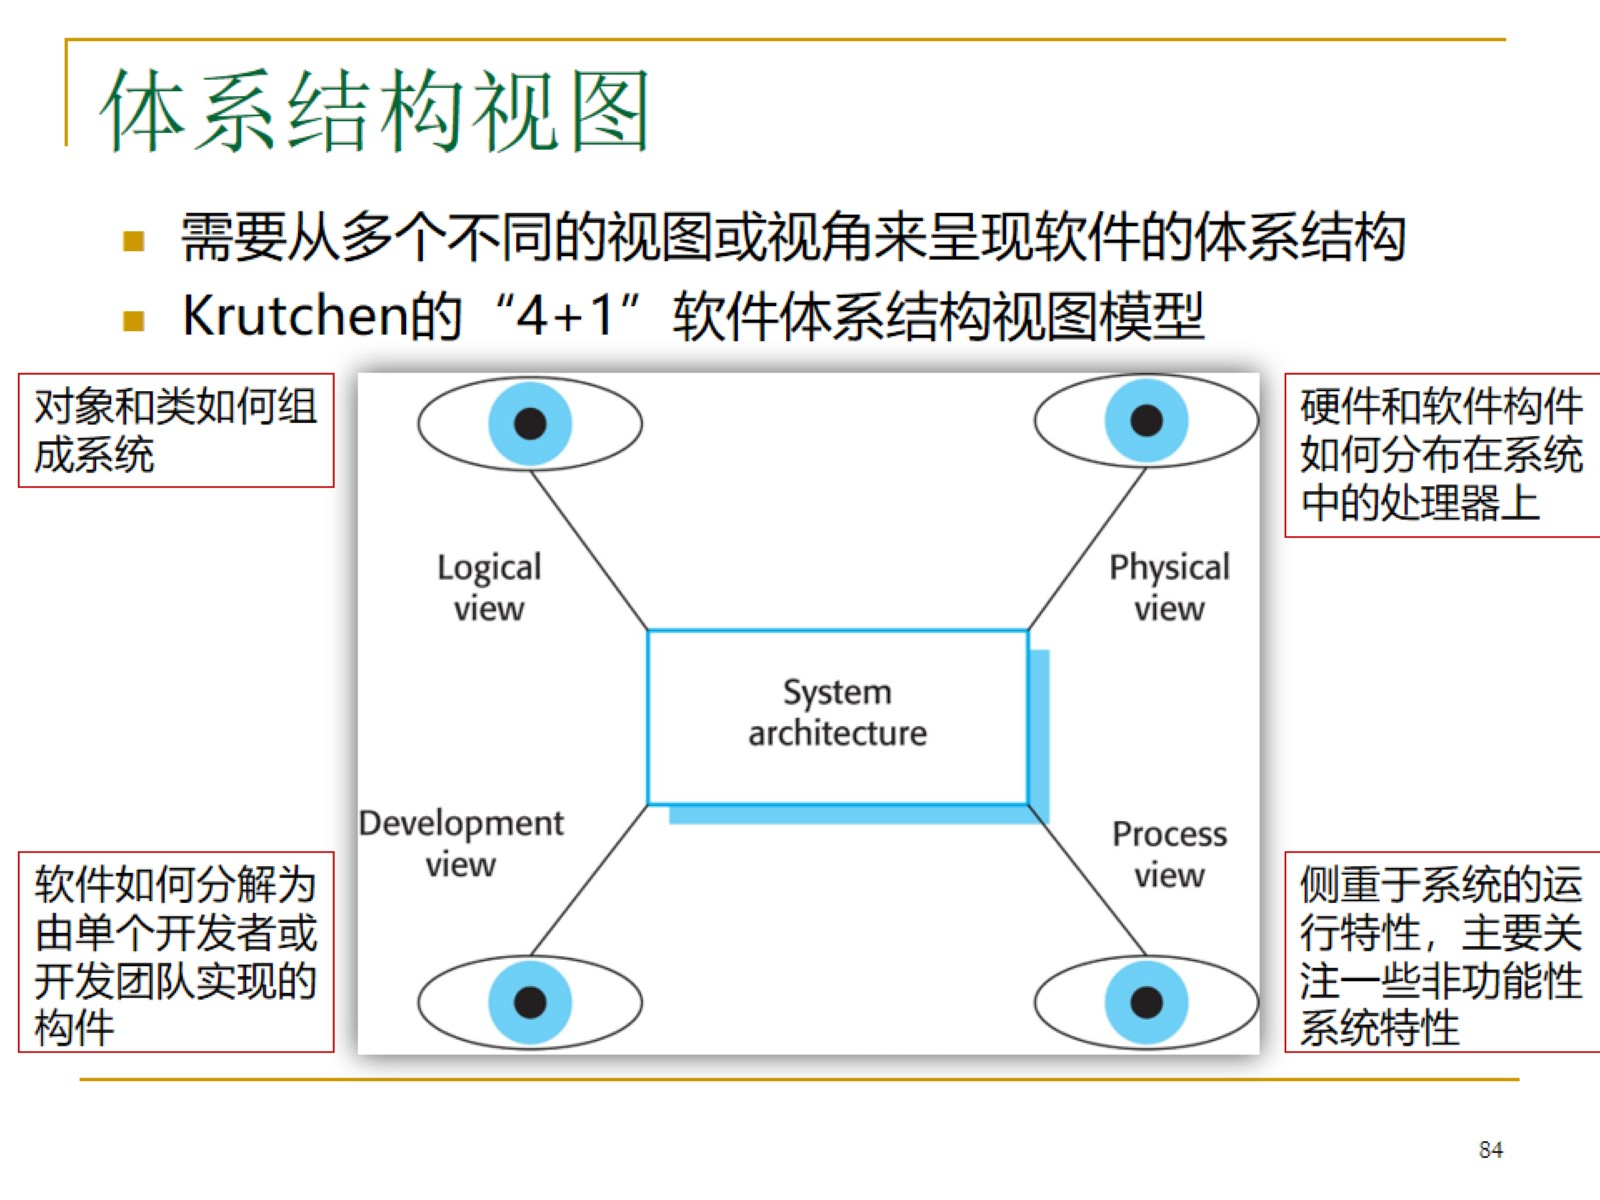 体系结构视图
需要从多个不同的视图或视角来呈现软件的体系结构
Krutchen的“4+1”软件体系结构视图模型
对象和类如何组
成系统
硬件和软件构件
如何分布在系统
中的处理器上
Logical
view
Physical
view
System
architecture
Development
view
Process
view
软件如何分解为
由单个开发者或
开发团队实现的
构件
侧重于系统的运
行特性，主要关
注一些非功能性
系统特性
84